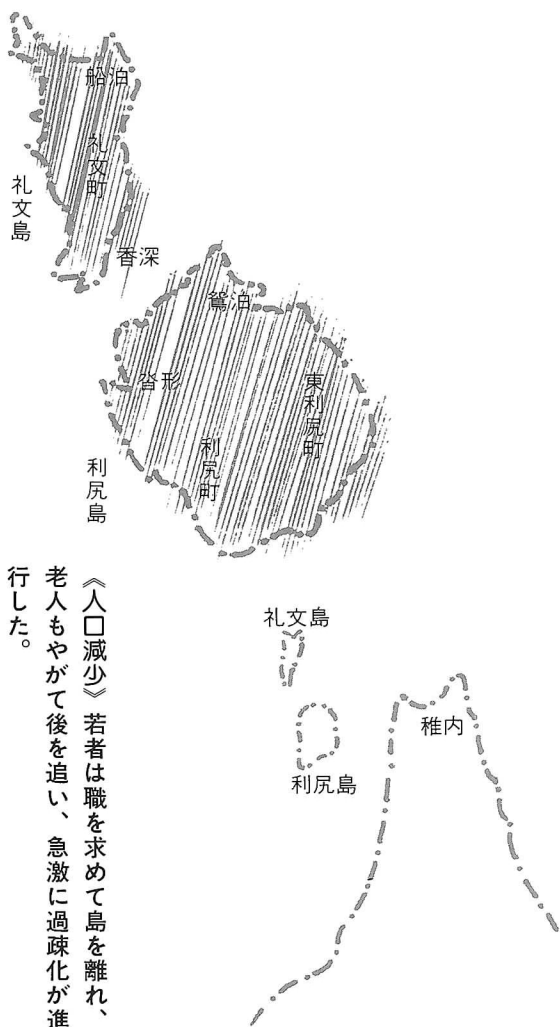 船泊
礼文町
礼文島
香深
鴛泊
沓形
東利尻町
利尻町
利尻島
礼文島
利尻島
稚内
《人口減少》若者は職を求めて島を離れ、
老人もやがて後を追い、急激に過疎化が進
行した。